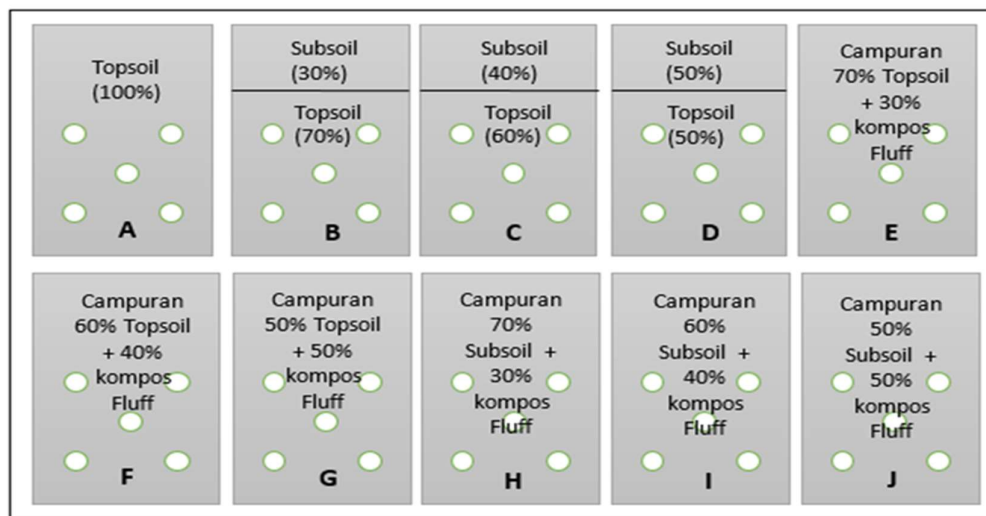 Topsoil
(100%)
A
Subsoil
(30%)
Topsoil
(70%)
B
Subsoil
(40%)
Topsoil
(60%)
C
Subsoil
(50%)
Topsoil
(50%)
D
Campuran
70% Topsoil
+ 30%
kompos
Fluff
E
Campuran
60% Topsoil
+ 40%
kompos
Fluff
F
Campuran
50% Topsoil
+ 50%
kompos
Fluff
G
Campuran
70%
Subsoil +
30%
kompos
Fluff
H
Campuran
60%
Subsoil +
40%
kompos
Fluff
I
Campuran
50%
Subsoil +
50%
kompos
Fluff
J